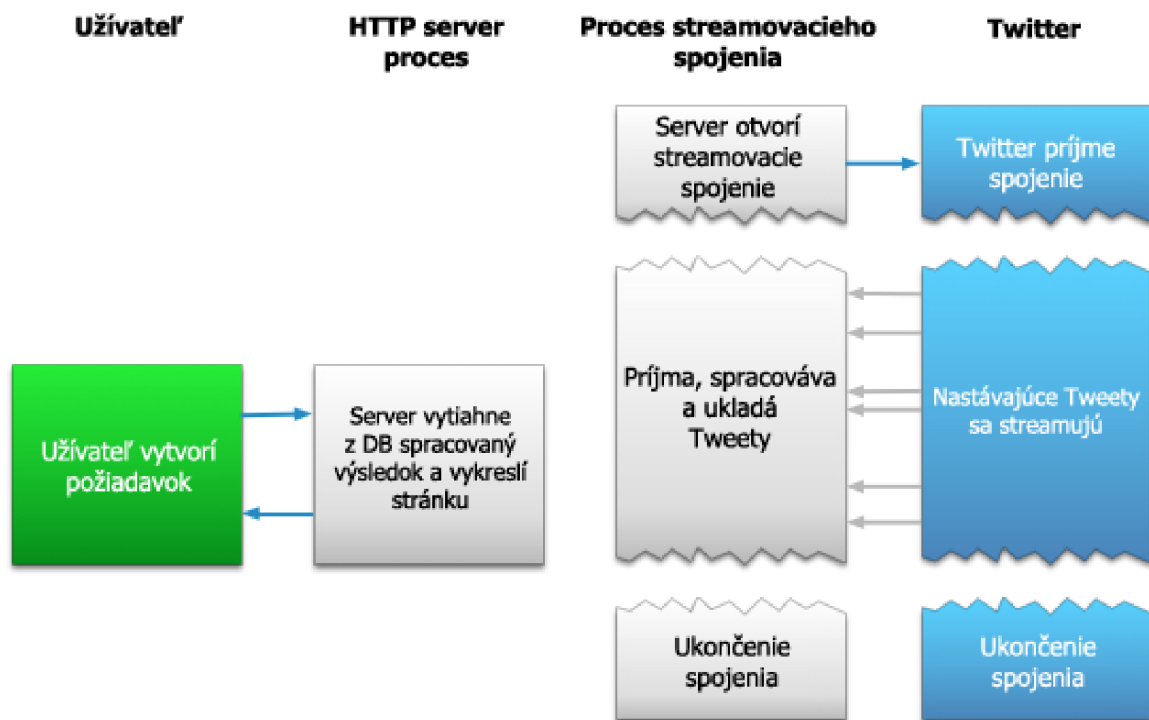 Užívateľ
HTTP server
proces
Proces streamovacieho
spojenia
Twitter
Server otvorí
streamovacie
spojenie
Twitter príjme
spojenie
Užívateľ vytvorí
požiadavok
Server vytiahne
z DB spracovaný
výsledok a vykreslí
stránku
Príjma, spracováva
a ukladá
Tweety
Nastávajúce Tweety
sa streamujú
Ukončenie
spojenia
Ukončenie
spojenia